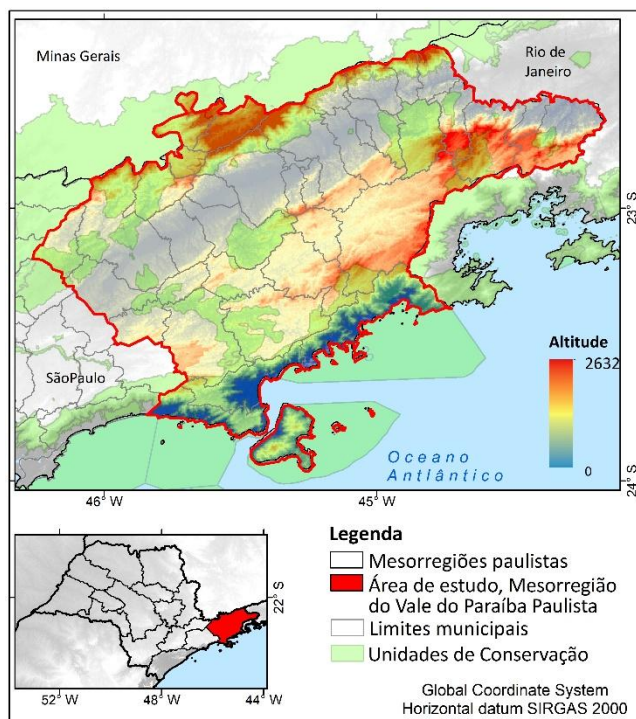 Minas Gerais
Rio de
Janeiro
23° S
SãoPaulo
Altitude
2632
0
Oceano
Antlântico
24° S
46° W
45° W
Legenda
Mesorregiões paulistas
Área de estudo, Mesorregião
do Vale do Paraíba Paulista
Limites municipais
Unidades de Conservação
22° S
52° W
48° W
44° W
Global Coordinate System
Horizontal datum SIRGAS 2000